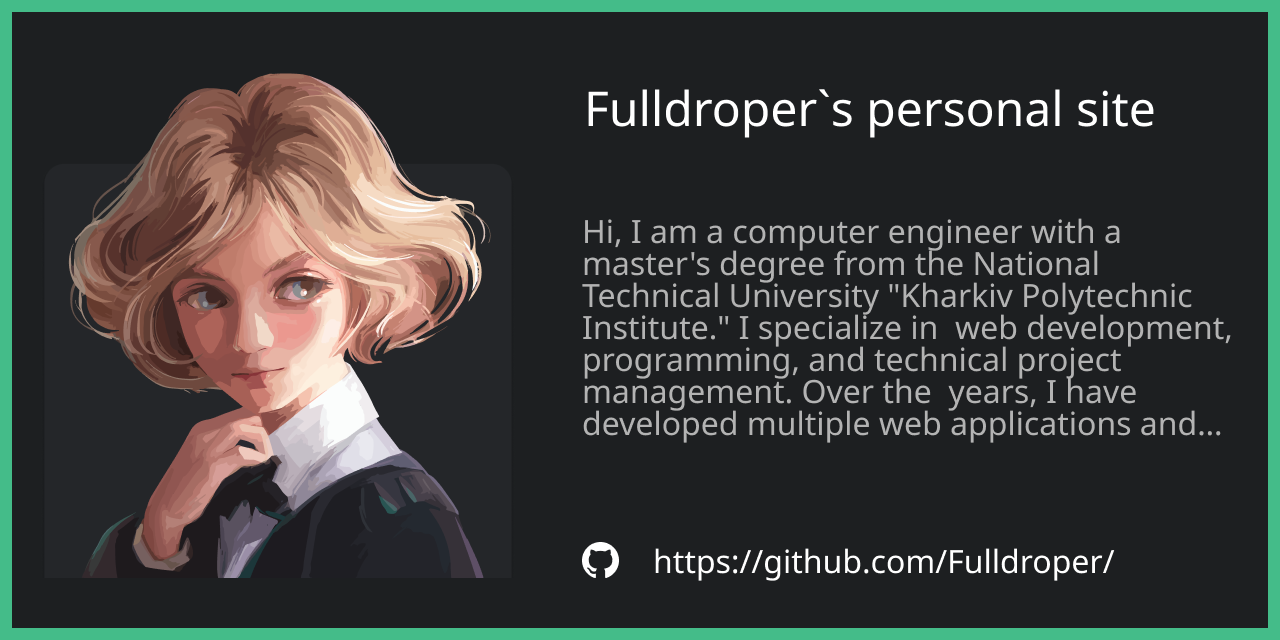 Fulldroper`s personal site
Hi, I am a computer engineer with a
master's degree from the National
Technical University "Kharkiv Polytechnic
Institute." I specialize in  web development,
programming, and technical project
management. Over the  years, I have
developed multiple web applications and...
https://github.com/Fulldroper/